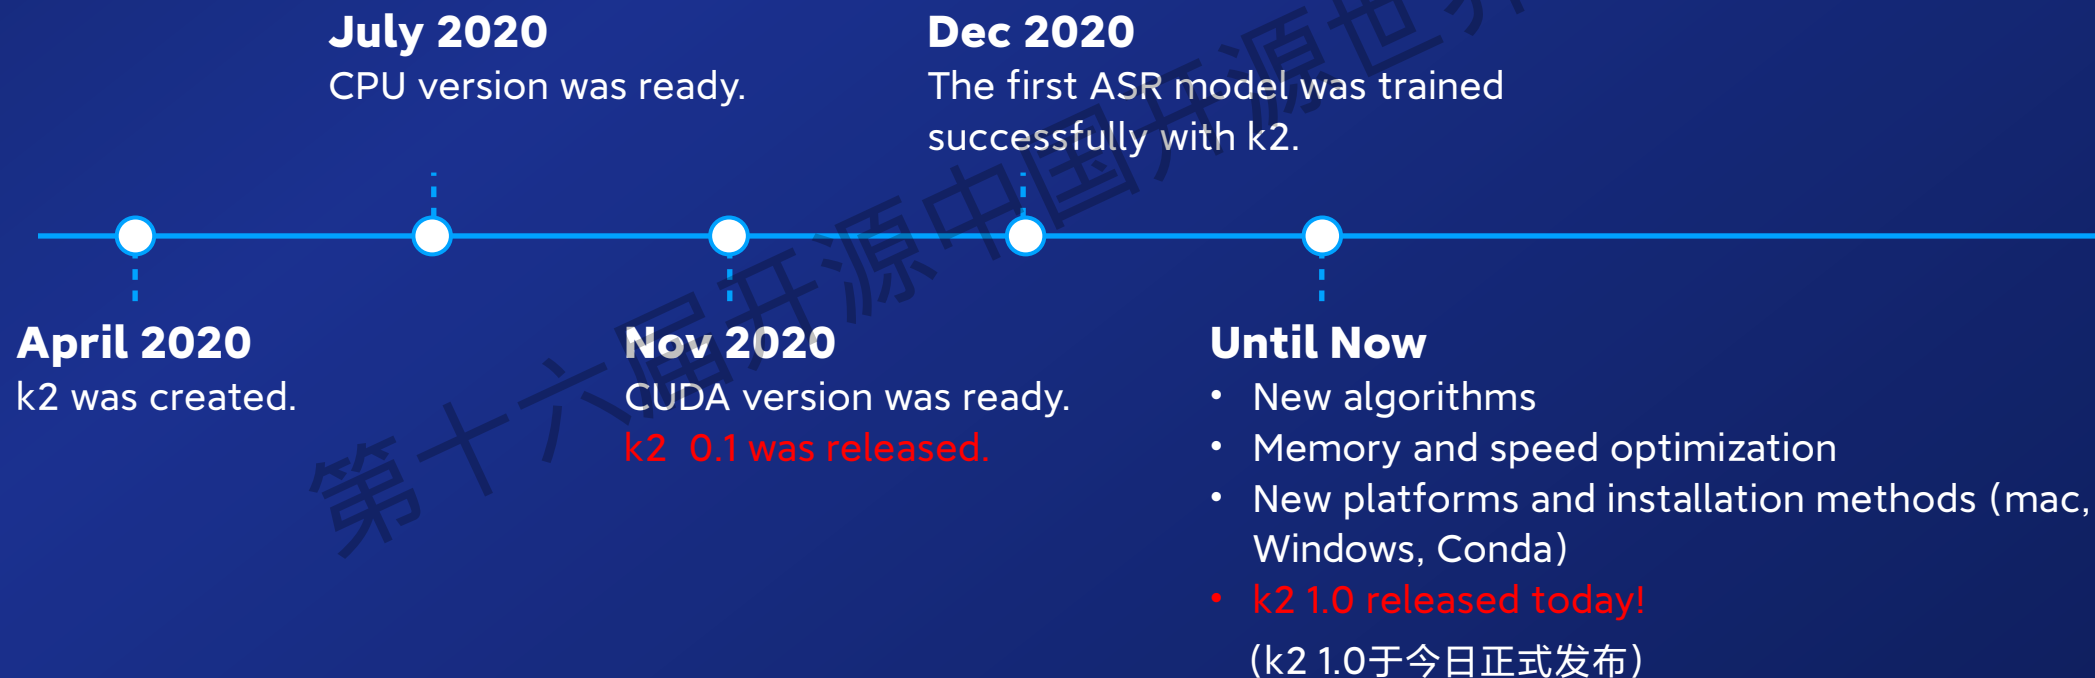 July 2020
CPU version was ready.
Dec 2020
The first ASR model was trained
successfully with k2.
April 2020
k2 was created.
Nov 2020
CUDA version was ready.
k2 0.1 was released.
Until Now
• New algorithms
• Memory and speed optimization
• New platforms and installation methods (mac,
Windows, Conda)
• k2 1.0 released today!
(k2 1.0于今日正式发布)
第十六届开源中国开源世界